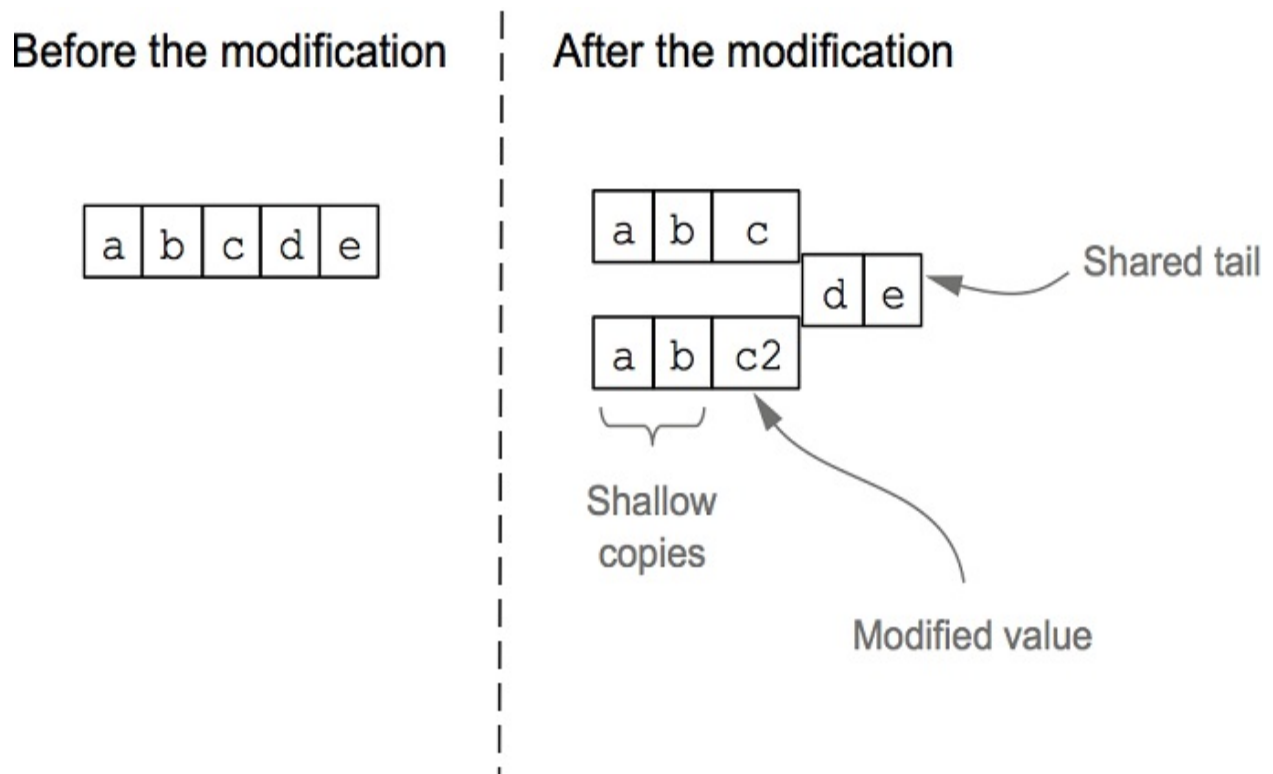 Before the modification
After the modification
a b c d e
a b c
d e
Shared tail
a b c2
Shallow
copies
Modified value